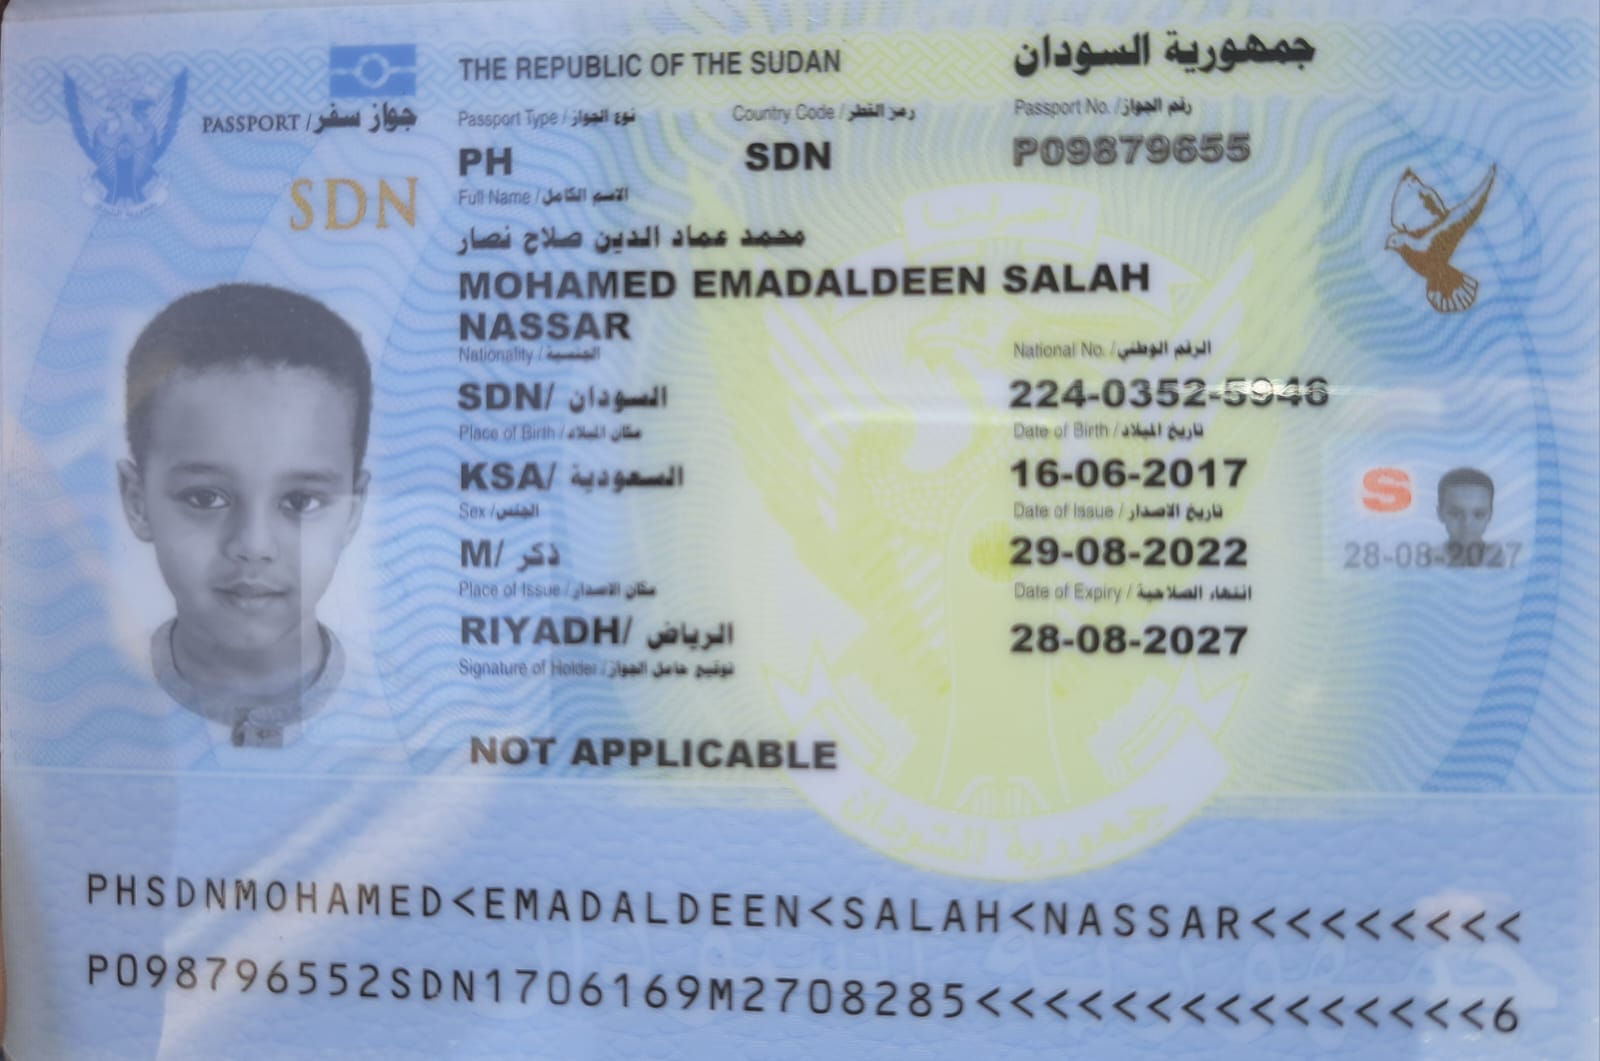 THE REPUBLIC OF THE SUDAN
جمهورية السودان
PASSPORT / جواز سفر
Passport Type / نوع الجواز
Country Code / رمز القطر
Passport No. / رقم الجواز
PH
SDN
P09879655
SDN
Full Name / الاسم الكامل
محمد عماد الدين صلاح نصار
MOHAMED EMADALDEEN SALAH
NASSAR
Nationality / الجنسية
National No. / الرقم الوطني
SDN/ السودان
224-0352-5946
Place of Birth / مكان الميلاد
Date of Birth / تاريخ الميلاد
KSA/ السعودية
16-06-2017
S
Sex / الجنس
Date of Issue / تاريخ الاصدار
M/ ذكر
29-08-2022
28-08-2027
Place of Issue / مكان الاصدار
Date of Expiry / انتهاء الصلاحية
RIYADH/ الرياض
28-08-2027
Signature of Holder / توقيع حامل الجواز
NOT APPLICABLE
جمهورية السودان
PHSDNMOHAMED<EMADALDEEN<SALAH<NASSAR<<<<<<<<
P098796552SDN1706169M2708285<<<<<<<<<<<<<<<6